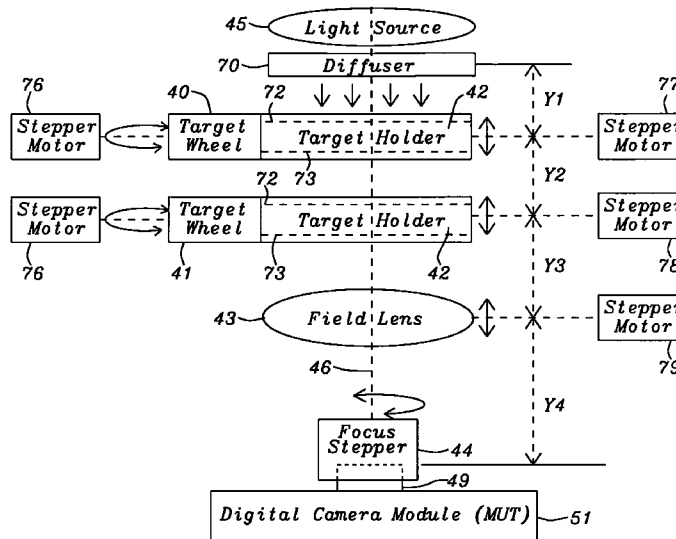 45
Light Source
70
Diffuser
76
40
72
42
Y1
77
Stepper
Motor
Target
Wheel
Target Holder
73
Stepper
Motor
Y2
72
Stepper
Motor
76
Target
Wheel
41
Target Holder
73
42
Stepper
Motor
78
Y3
43
Field Lens
Stepper
Motor
79
46
Y4
Focus
Stepper
44
49
Digital Camera Module (MUT)
51